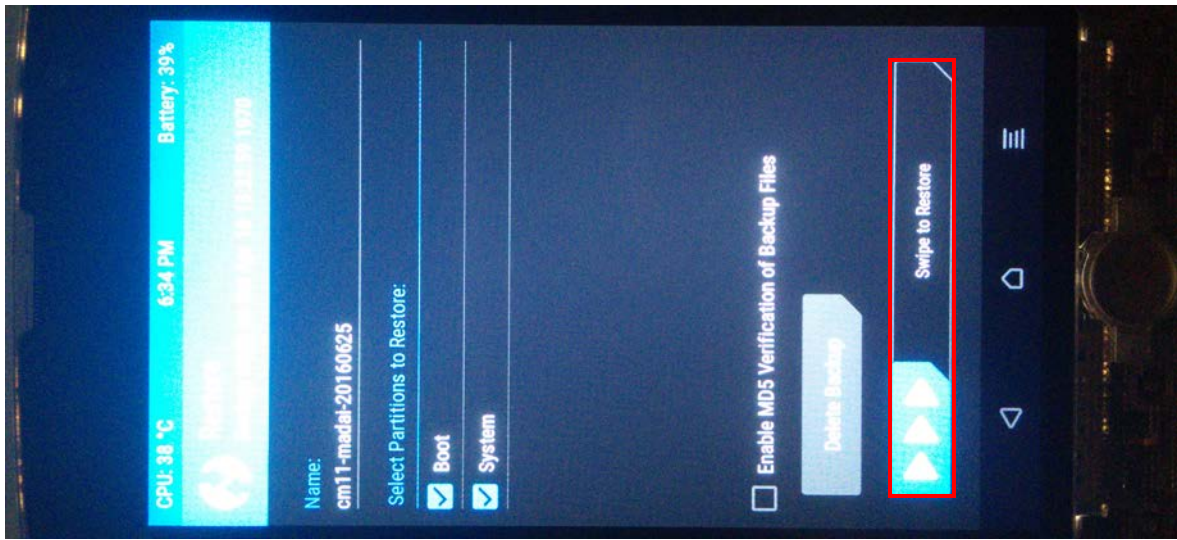 CPU: 38 °C 6:34 PM Battery: 39%
Restore
Name:
cm11-madai-20160625
Select Partitions to Restore:
Boot
System
Enable MD5 Verification of Backup Files
Delete Backup
Swipe to Restore